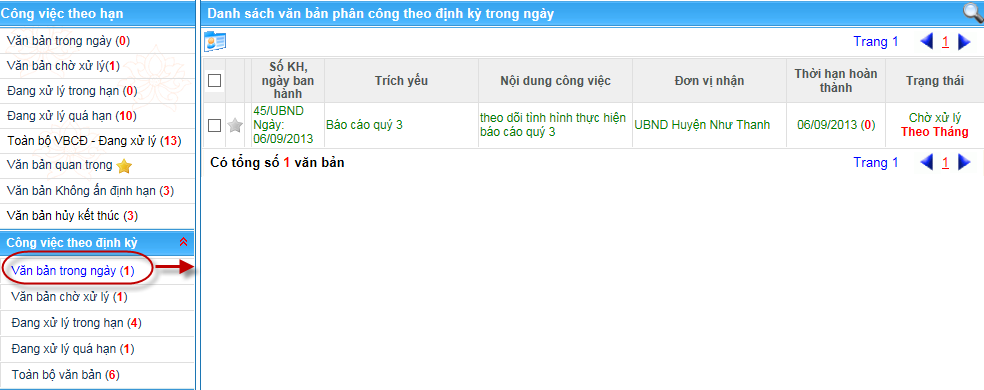 Công việc theo hạn
Văn bản trong ngày (0)
Văn bản chờ xử lý(1)
Đang xử lý trong hạn (0)
Đang xử lý quá hạn (10)
Toàn bộ VBCĐ - Đang xử lý (13)
Văn bản quan trọng
Văn bản Không ấn định hạn (3)
Văn bản hủy kết thúc (3)
Công việc theo định kỳ
Văn bản trong ngày (1)
Văn bản chờ xử lý (1)
Đang xử lý trong hạn (4)
Đang xử lý quá hạn (1)
Toàn bộ văn bản (6)
Danh sách văn bản phân công theo định kỳ trong ngày
Trang 1 1
Số KH,
ngày ban
hành
Trích yếu
Nội dung công việc
Đơn vị nhận
Thời hạn hoàn
thành
Trạng thái
45/UBND
Ngày:
06/09/2013
Báo cáo quý 3
theo dõi tình hình thực hiện
báo cáo quý 3
UBND Huyện Như Thanh
06/09/2013 (0)
Chờ xử lý
Theo Tháng
Có tổng số 1 văn bản
Trang 1 1